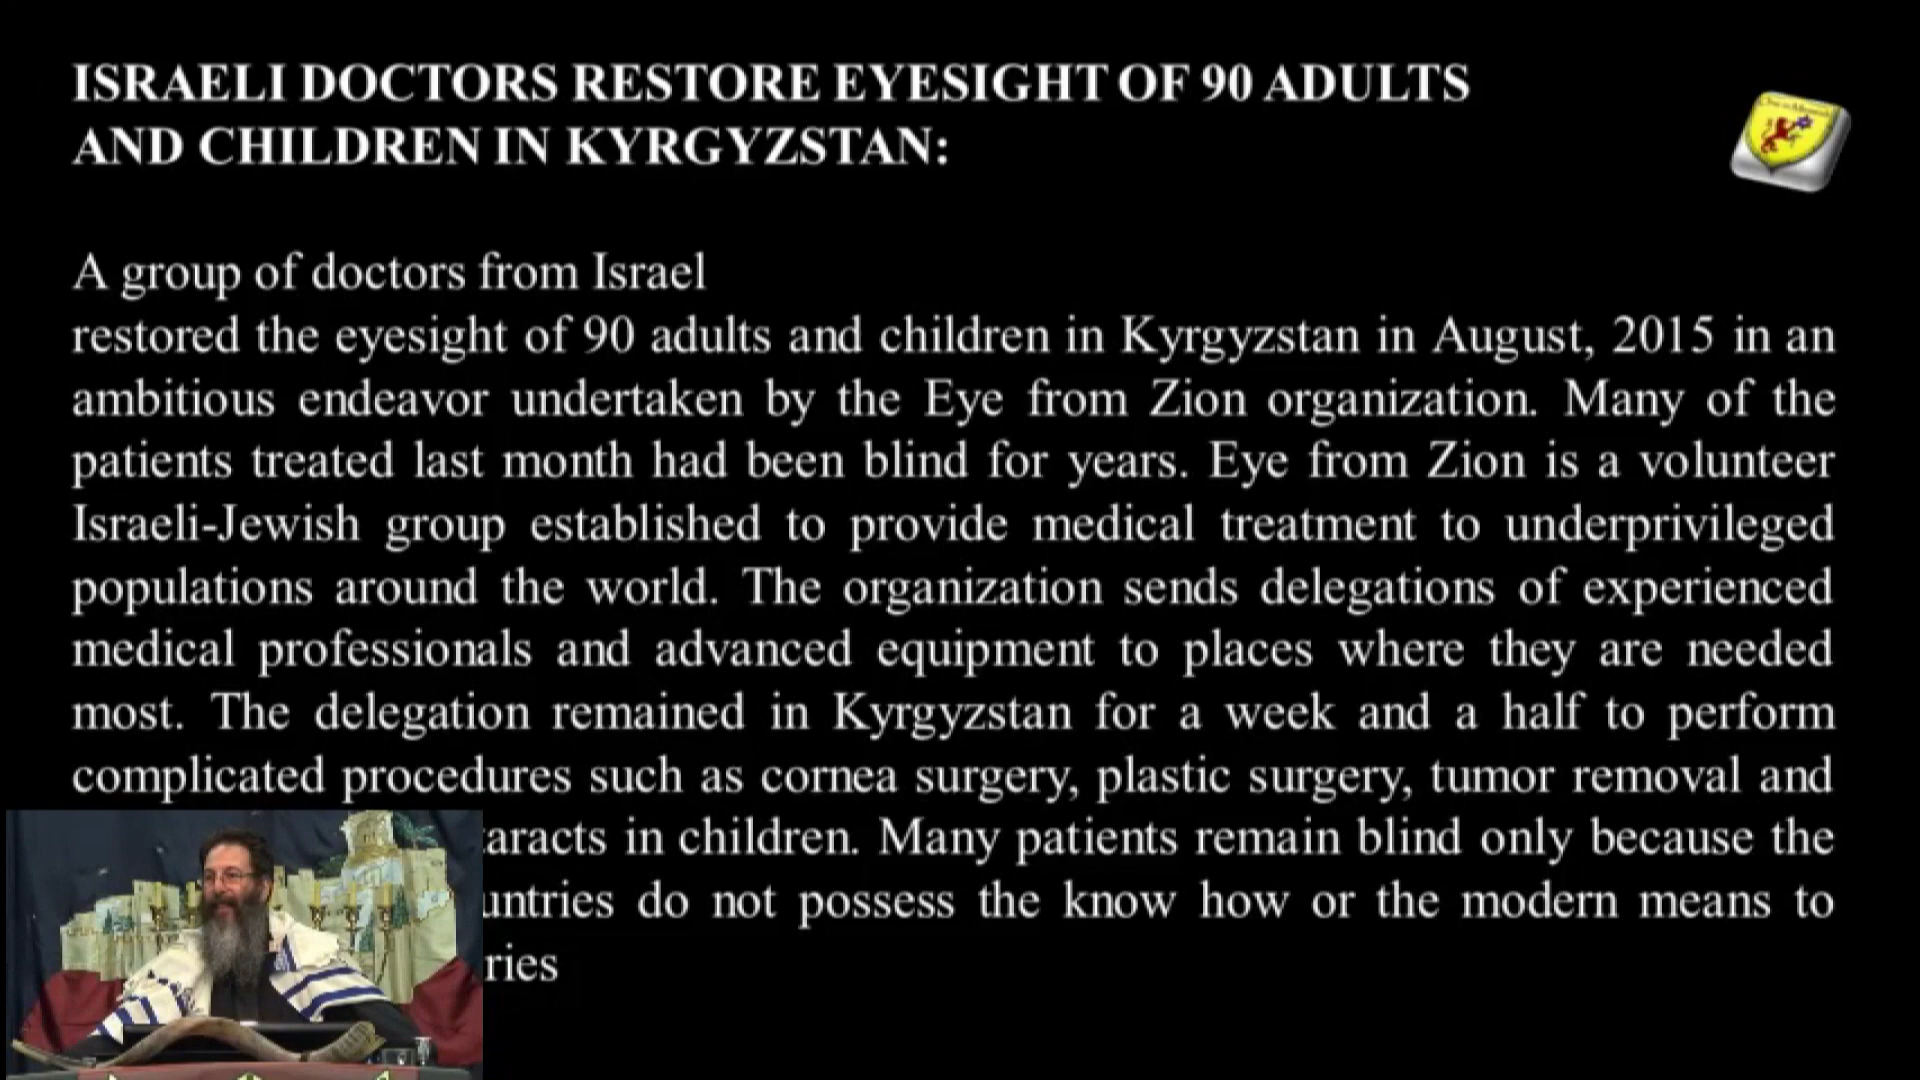 ISRAELI DOCTORS RESTORE EYESIGHT OF 90 ADULTS
AND CHILDREN IN KYRGYZSTAN:
A group of doctors from Israel
restored the eyesight of 90 adults and children in Kyrgyzstan in August, 2015 in an
ambitious endeavor undertaken by the Eye from Zion organization. Many of the
patients treated last month had been blind for years. Eye from Zion is a volunteer
Israeli-Jewish group established to provide medical treatment to underprivileged
populations around the world. The organization sends delegations of experienced
medical professionals and advanced equipment to places where they are needed
most. The delegation remained in Kyrgyzstan for a week and a half to perform
complicated procedures such as cornea surgery, plastic surgery, tumor removal and
taracts in children. Many patients remain blind only because the
untries do not possess the know how or the modern means to
ries